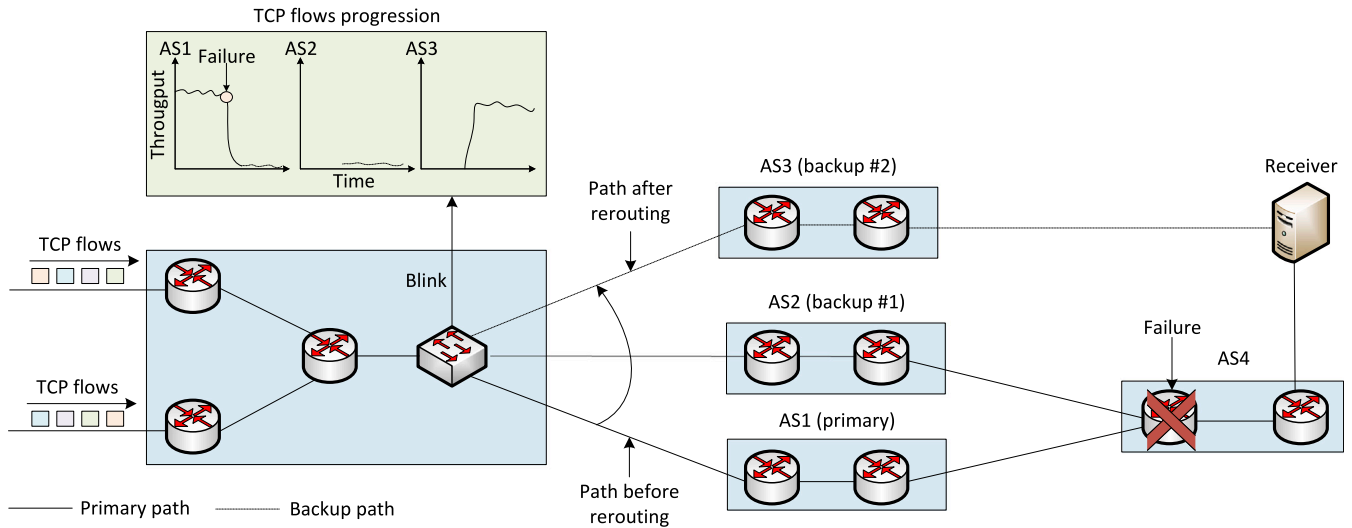 TCP flows progression
AS1
Failure
AS2
AS3
Througput
Time
AS3 (backup #2)
Receiver
Path after
rerouting
TCP flows
Blink
AS2 (backup #1)
Failure
AS4
TCP flows
AS1 (primary)
Path before
rerouting
Primary path
Backup path